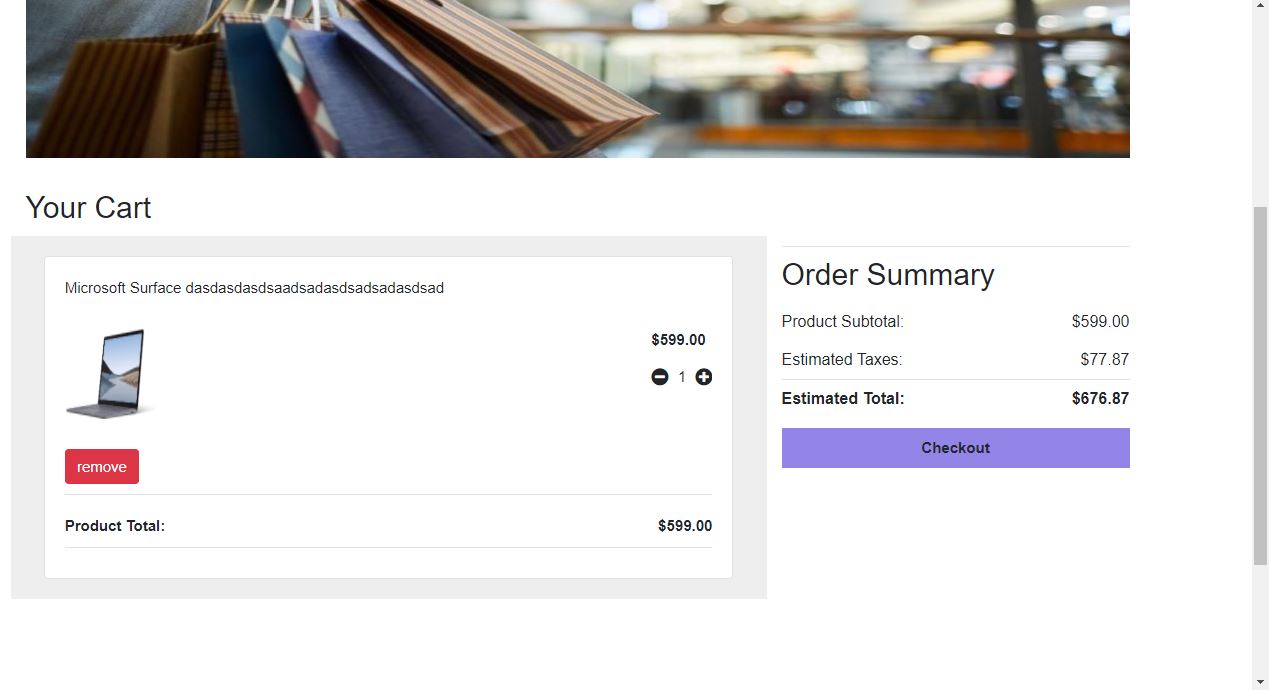 Your Cart
Microsoft Surface dasdasdasdsaadsadasdsadsadasdsad
$599.00
1
remove
Product Total: $599.00
Order Summary
Product Subtotal: $599.00
Estimated Taxes: $77.87
Estimated Total: $676.87
Checkout